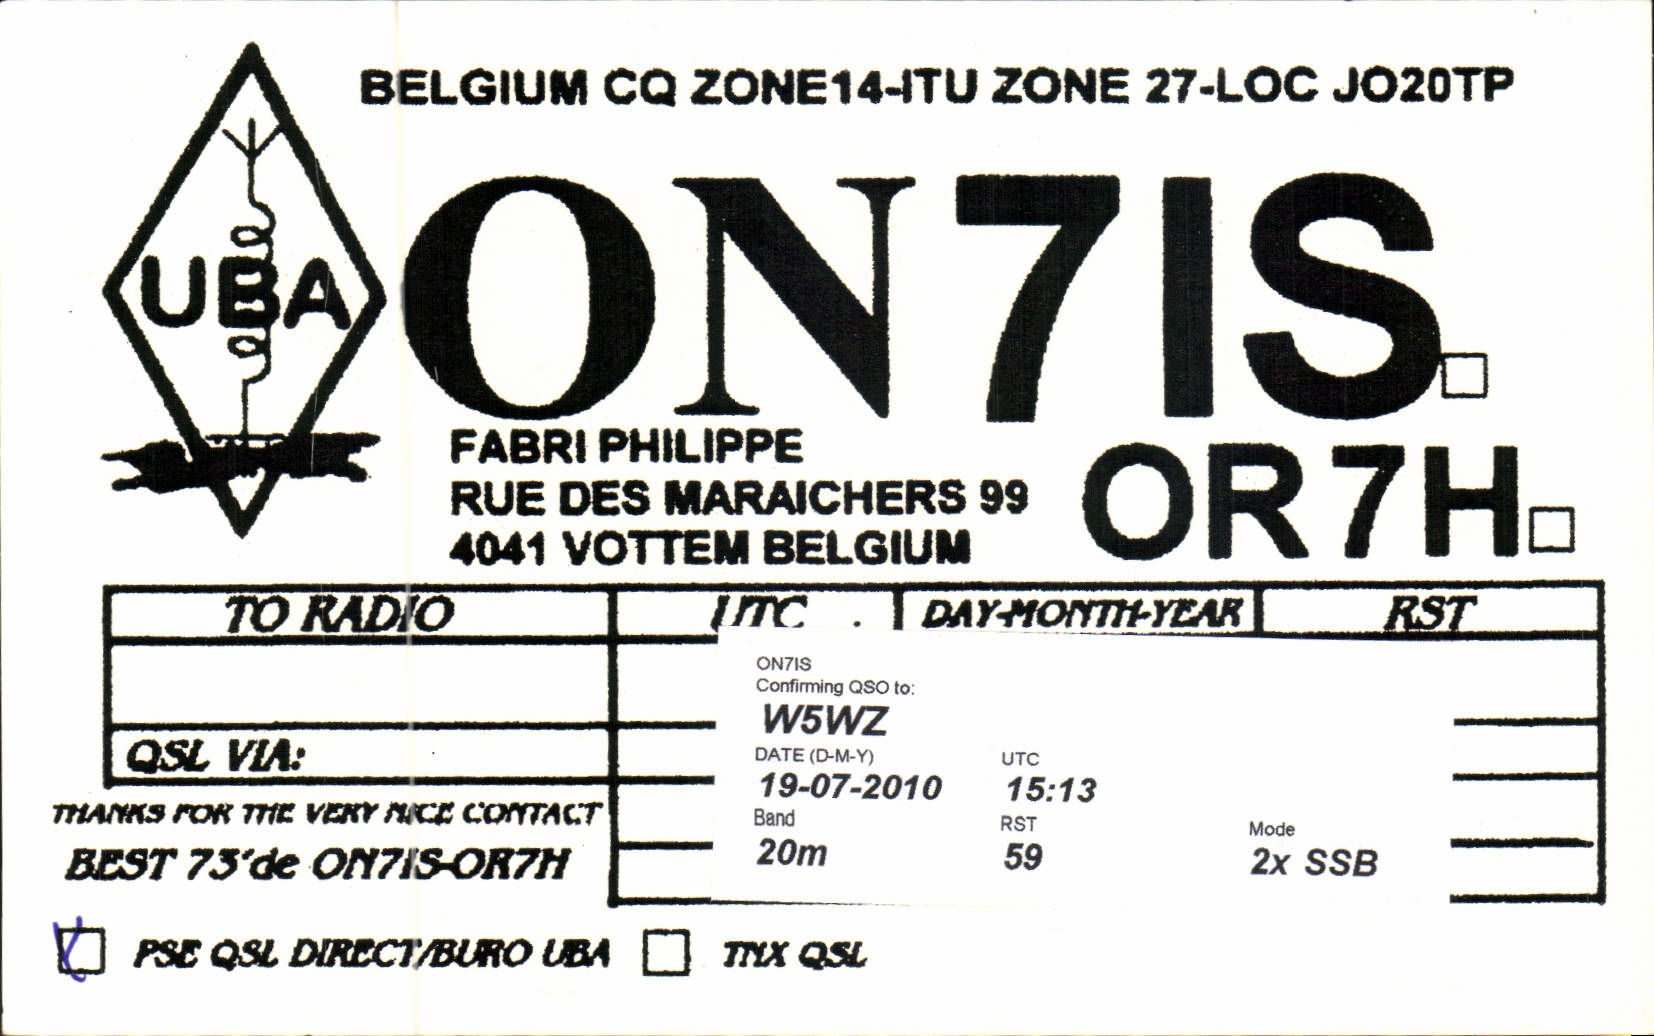 BELGIUM CQ ZONE14-ITU ZONE 27-LOC JO20TP
UBA
ON7IS
FABRI PHILIPPE
RUE DES MARAICHERS 99
4041 VOTTEM BELGIUM
OR7H
TO RADIO UTC DAY-MONTH-YEAR RST
ON7IS
Confirming QSO to:
W5WZ
DATE (D-M-Y) UTC
19-07-2010 15:13
Band RST Mode
20m 59 2x SSB
QSL VIA:
THANKS FOR THE VERY NICE CONTACT
BEST 73'de ON7IS-OR7H
PSE QSL DIRECT/BURO UBA TNX QSL